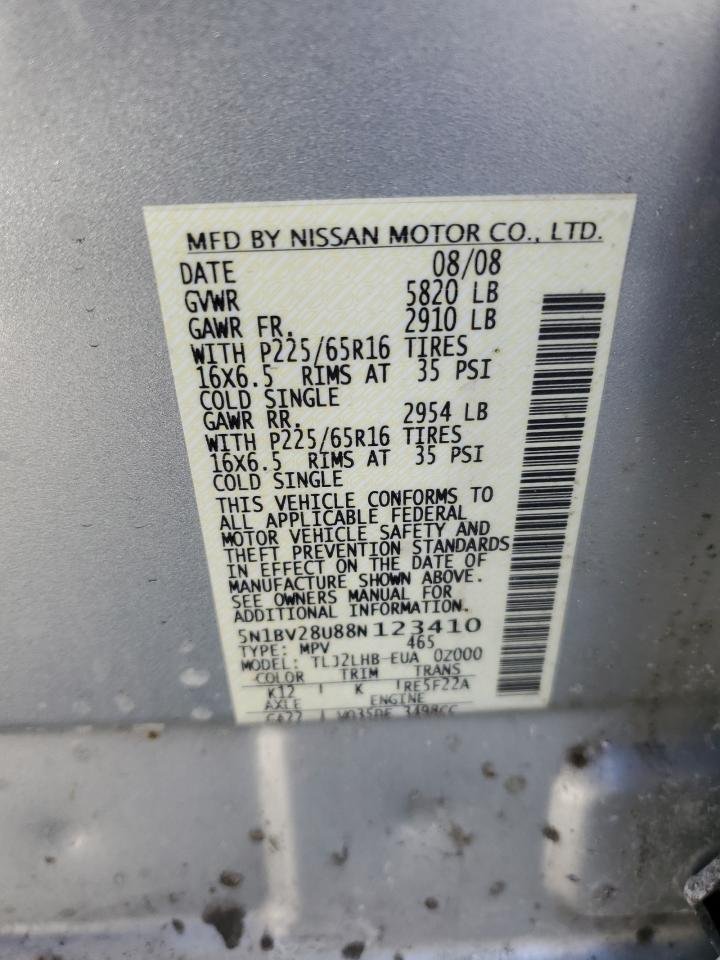 MFD BY NISSAN MOTOR CO., LTD.
DATE 08/08
GVWR 5820 LB
GAWR FR. 2910 LB
WITH P225/65R16 TIRES
16X6.5 RIMS AT 35 PSI
COLD SINGLE
GAWR RR. 2954 LB
WITH P225/65R16 TIRES
16X6.5 RIMS AT 35 PSI
COLD SINGLE
THIS VEHICLE CONFORMS TO
ALL APPLICABLE FEDERAL
MOTOR VEHICLE SAFETY AND
THEFT PREVENTION STANDARDS
IN EFFECT ON THE DATE OF
MANUFACTURE SHOWN ABOVE.
SEE OWNERS MANUAL FOR
ADDITIONAL INFORMATION.
5N1BV28U88N123410
TYPE: MPV 465
MODEL: TLJ2LHB-EUA 0Z000
COLOR TRIM TRANS
K12 K RE5F22A
AXLE ENGINE
VQ35DE 3498CC